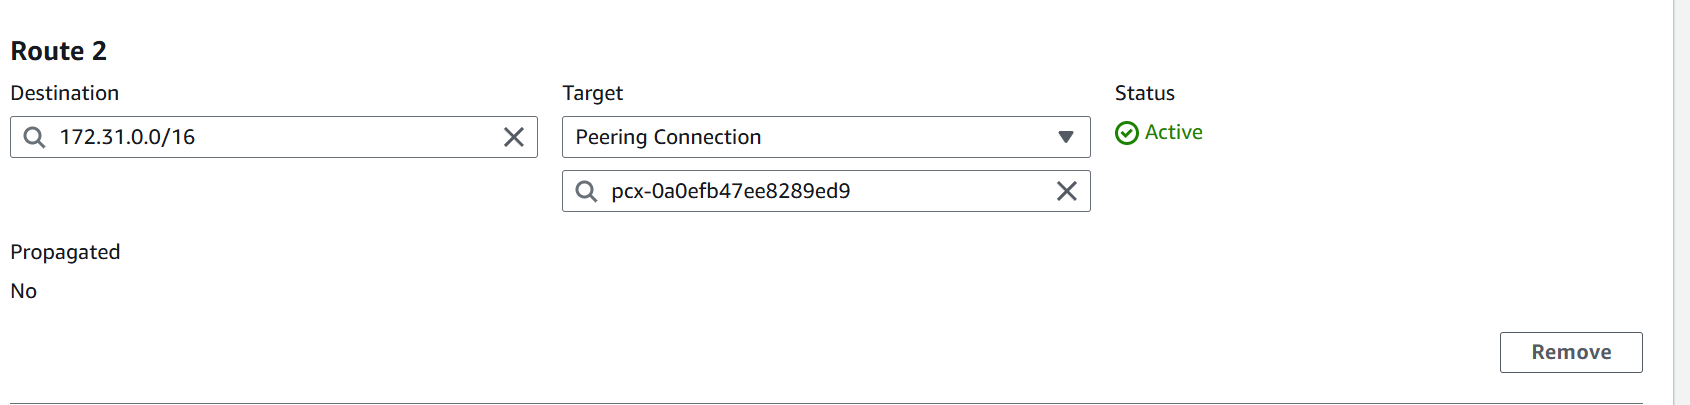 Route 2
Destination
Target
Status
172.31.0.0/16
Peering Connection
Active
pcx-0a0efb47ee8289ed9
Propagated
No
Remove